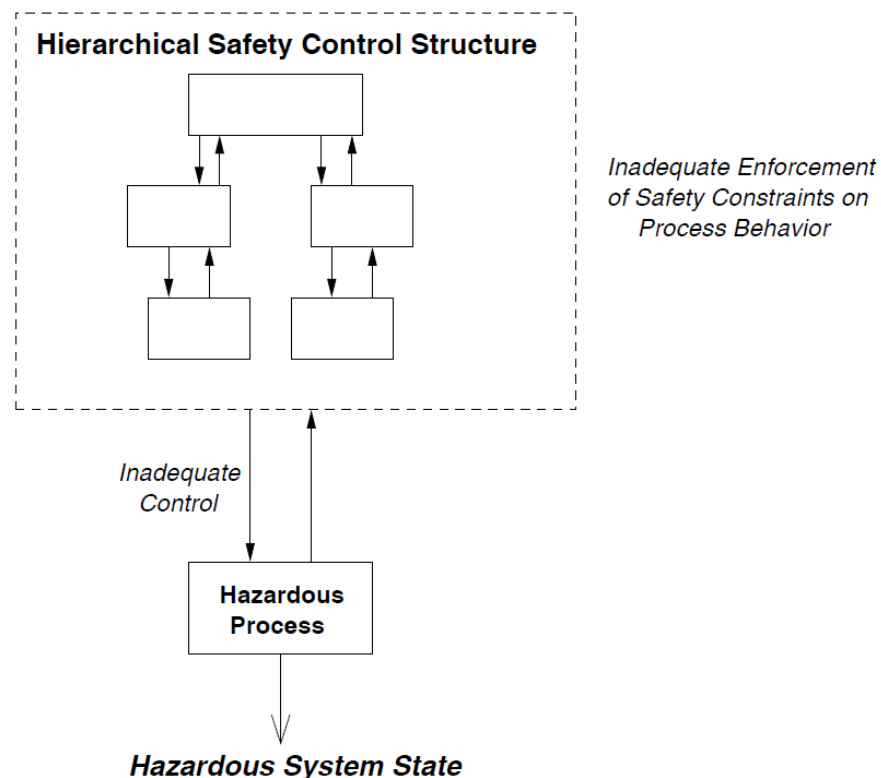 Hierarchical Safety Control Structure
Inadequate Enforcement
of Safety Constraints on
Process Behavior
Inadequate
Control
Hazardous
Process
Hazardous System State